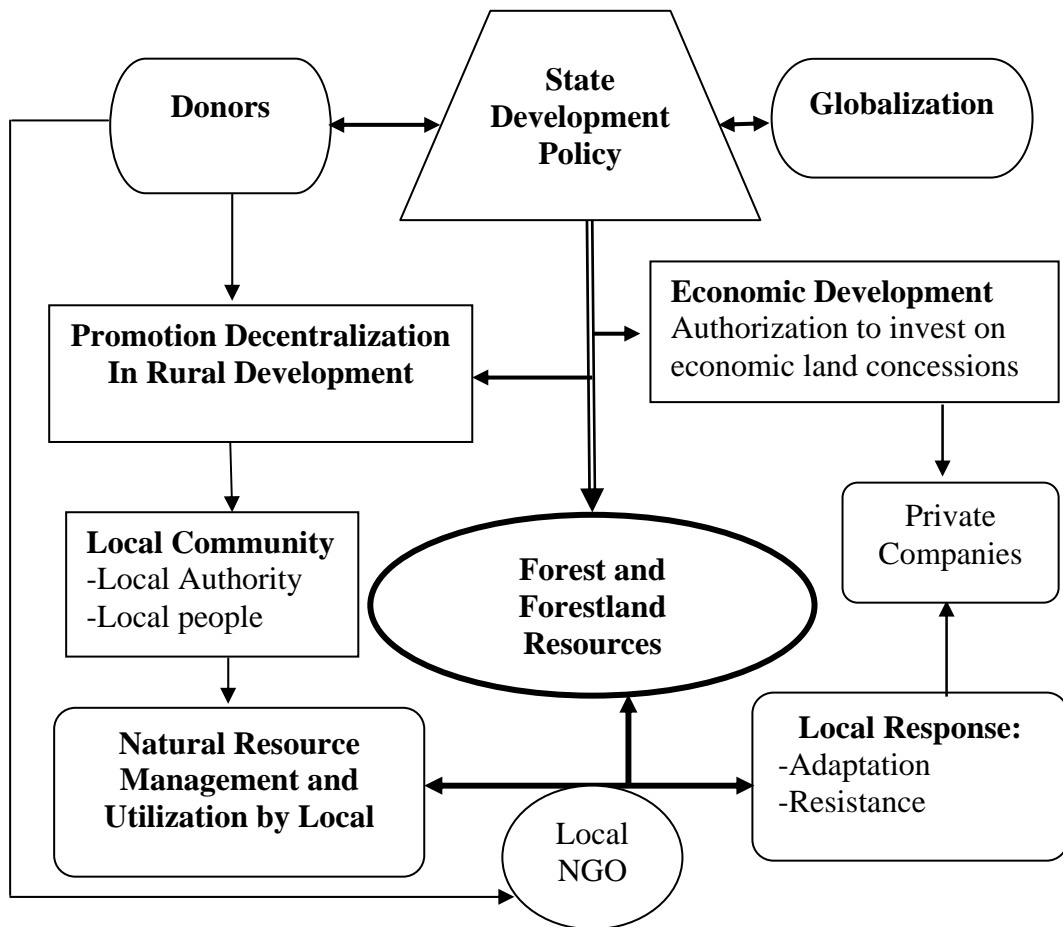 Donors
State
Development
Policy
Globalization
Promotion Decentralization
In Rural Development
Economic Development
Authorization to invest on
economic land concessions
Local Community
-Local Authority
-Local people
Forest and
Forestland
Resources
Private
Companies
Natural Resource
Management and
Utilization by Local
Local
NGO
Local Response:
-Adaptation
-Resistance